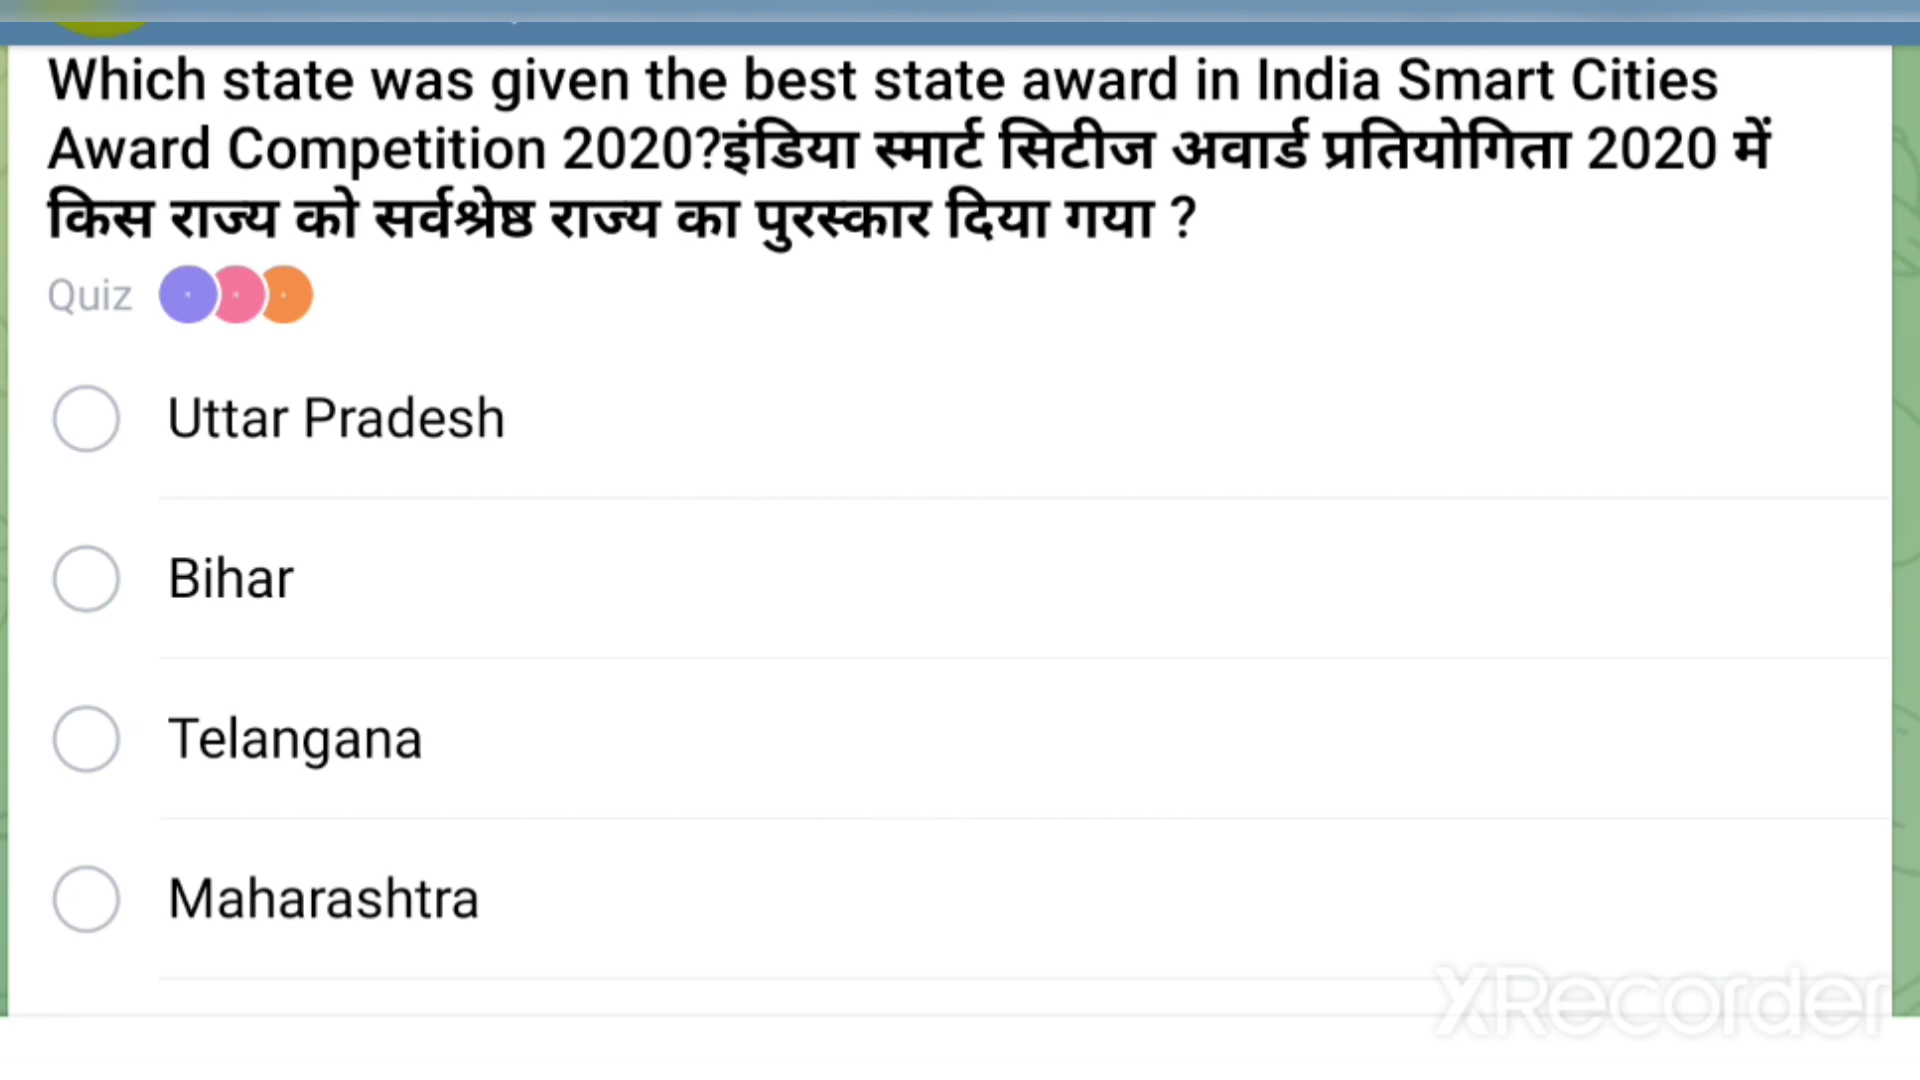 Which state was given the best state award in India Smart Cities
Award Competition 2020?इंडिया स्मार्ट सिटीज अवार्ड प्रतियोगिता 2020 में
किस राज्य को सर्वश्रेष्ठ राज्य का पुरस्कार दिया गया ?
Quiz
Uttar Pradesh
Bihar
Telangana
Maharashtra
XRecorder